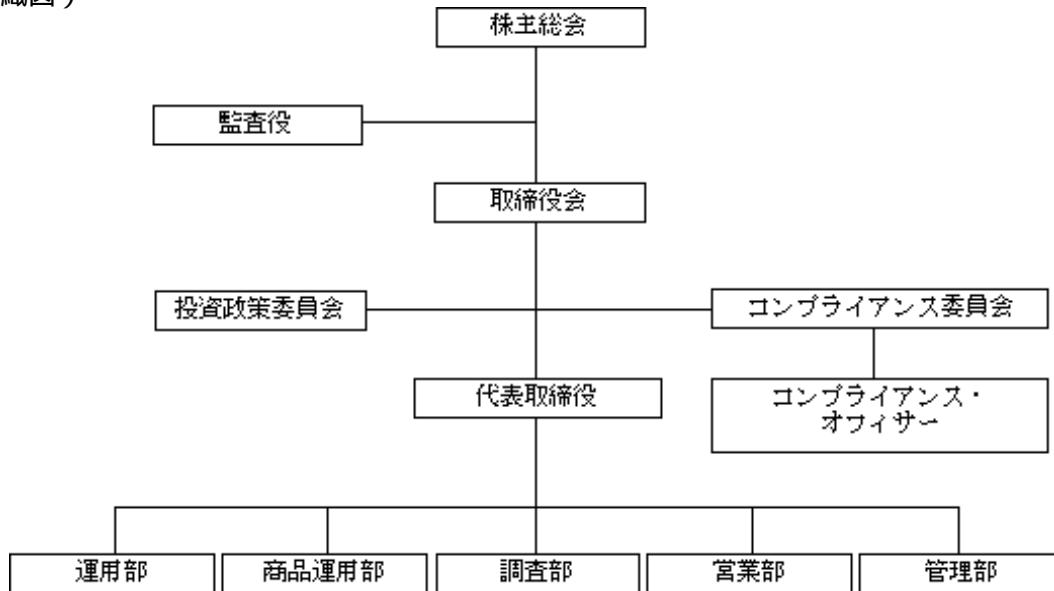 織図)
株主総会
監査役
取締役会
投資政策委員会
コンプライアンス委員会
代表取締役
コンプライアンス・
オフィサー
運用部
商品運用部
調査部
営業部
管理部